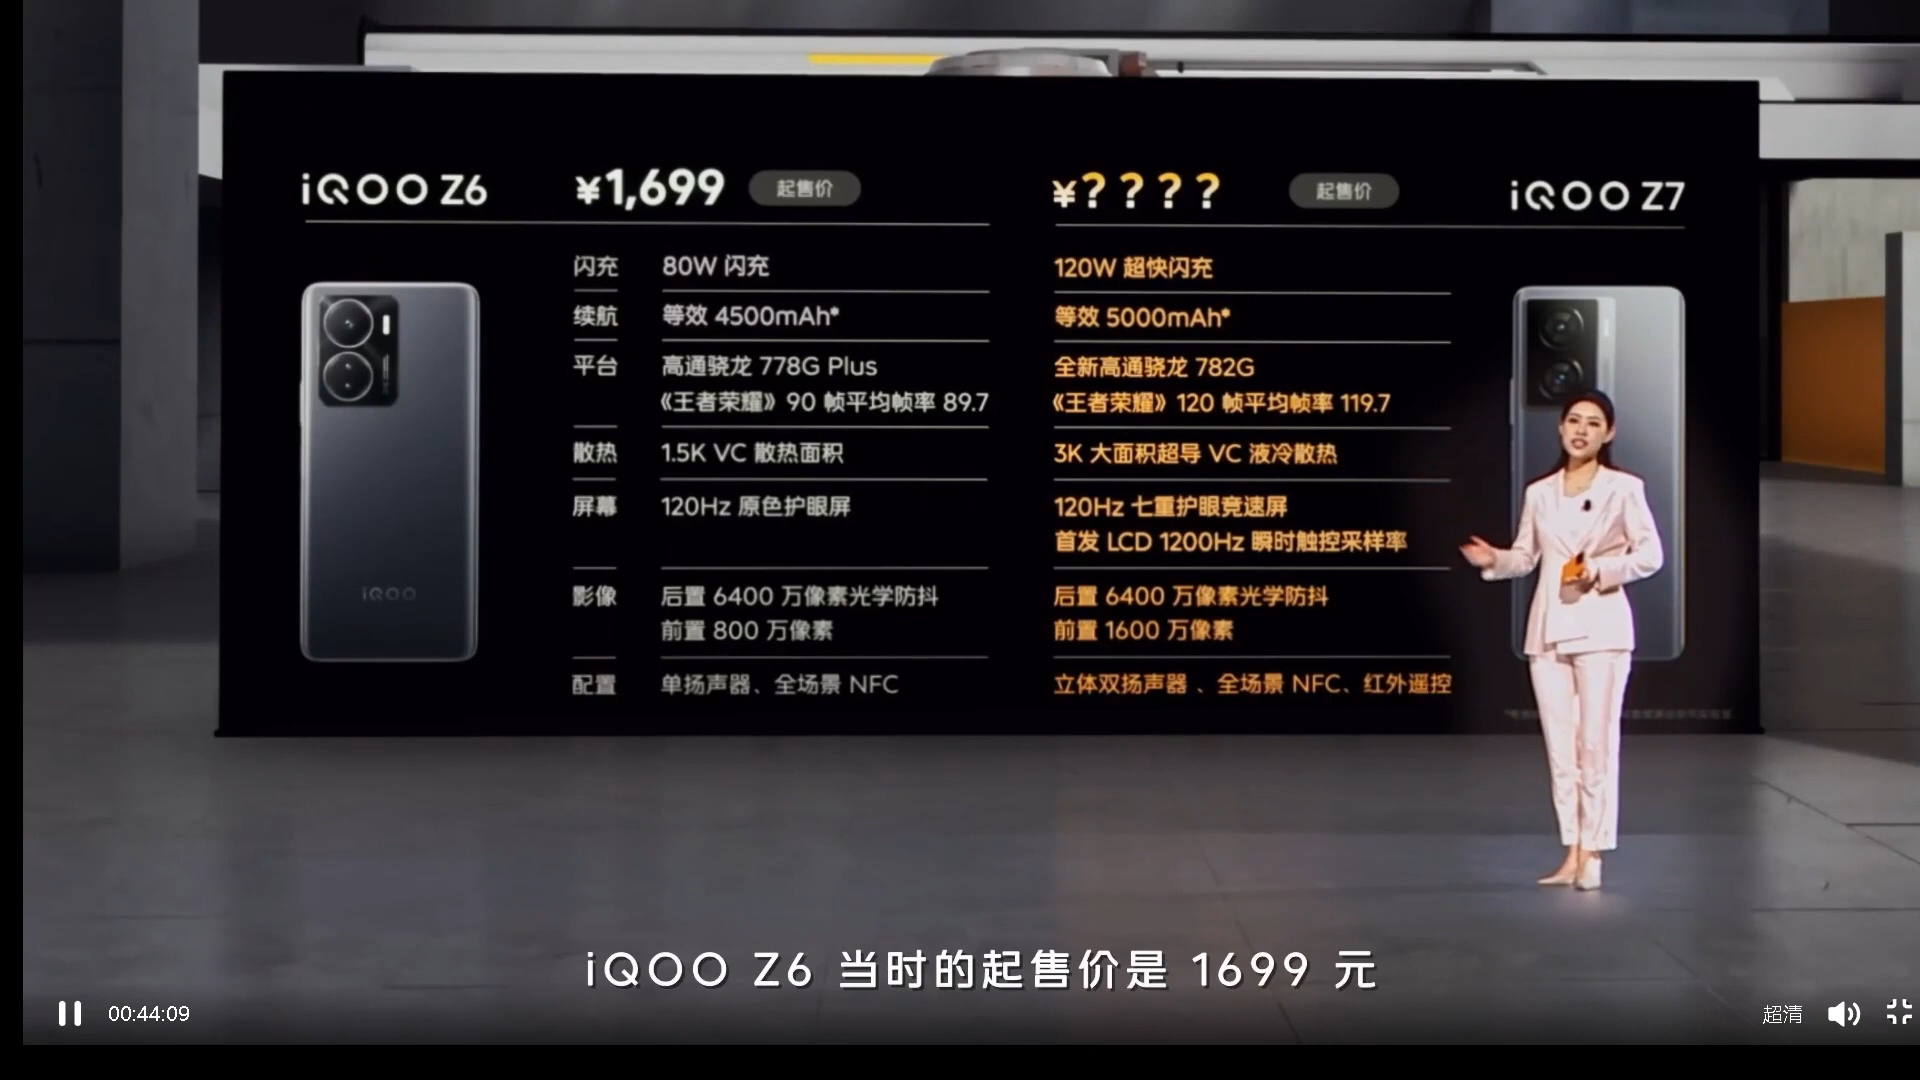 iQOO Z6 ¥1,699 起售价
¥???? 起售价 iQOO Z7
闪充 80W 闪充 120W 超快闪充
续航 等效 4500mAh* 等效 5000mAh*
平台 高通骁龙 778G Plus 全新高通骁龙 782G
《王者荣耀》90 帧平均帧率 89.7 《王者荣耀》120 帧平均帧率 119.7
散热 1.5K VC 散热面积 3K 大面积超导 VC 液冷散热
屏幕 120Hz 原色护眼屏 120Hz 七重护眼竞速屏
首发 LCD 1200Hz 瞬时触控采样率
影像 后置 6400 万像素光学防抖 后置 6400 万像素光学防抖
前置 800 万像素 前置 1600 万像素
配置 单扬声器、全场景 NFC 立体双扬声器 、全场景 NFC、红外遥控
iQOO
iQOO Z6 当时的起售价是 1699 元
00:44:09
超清